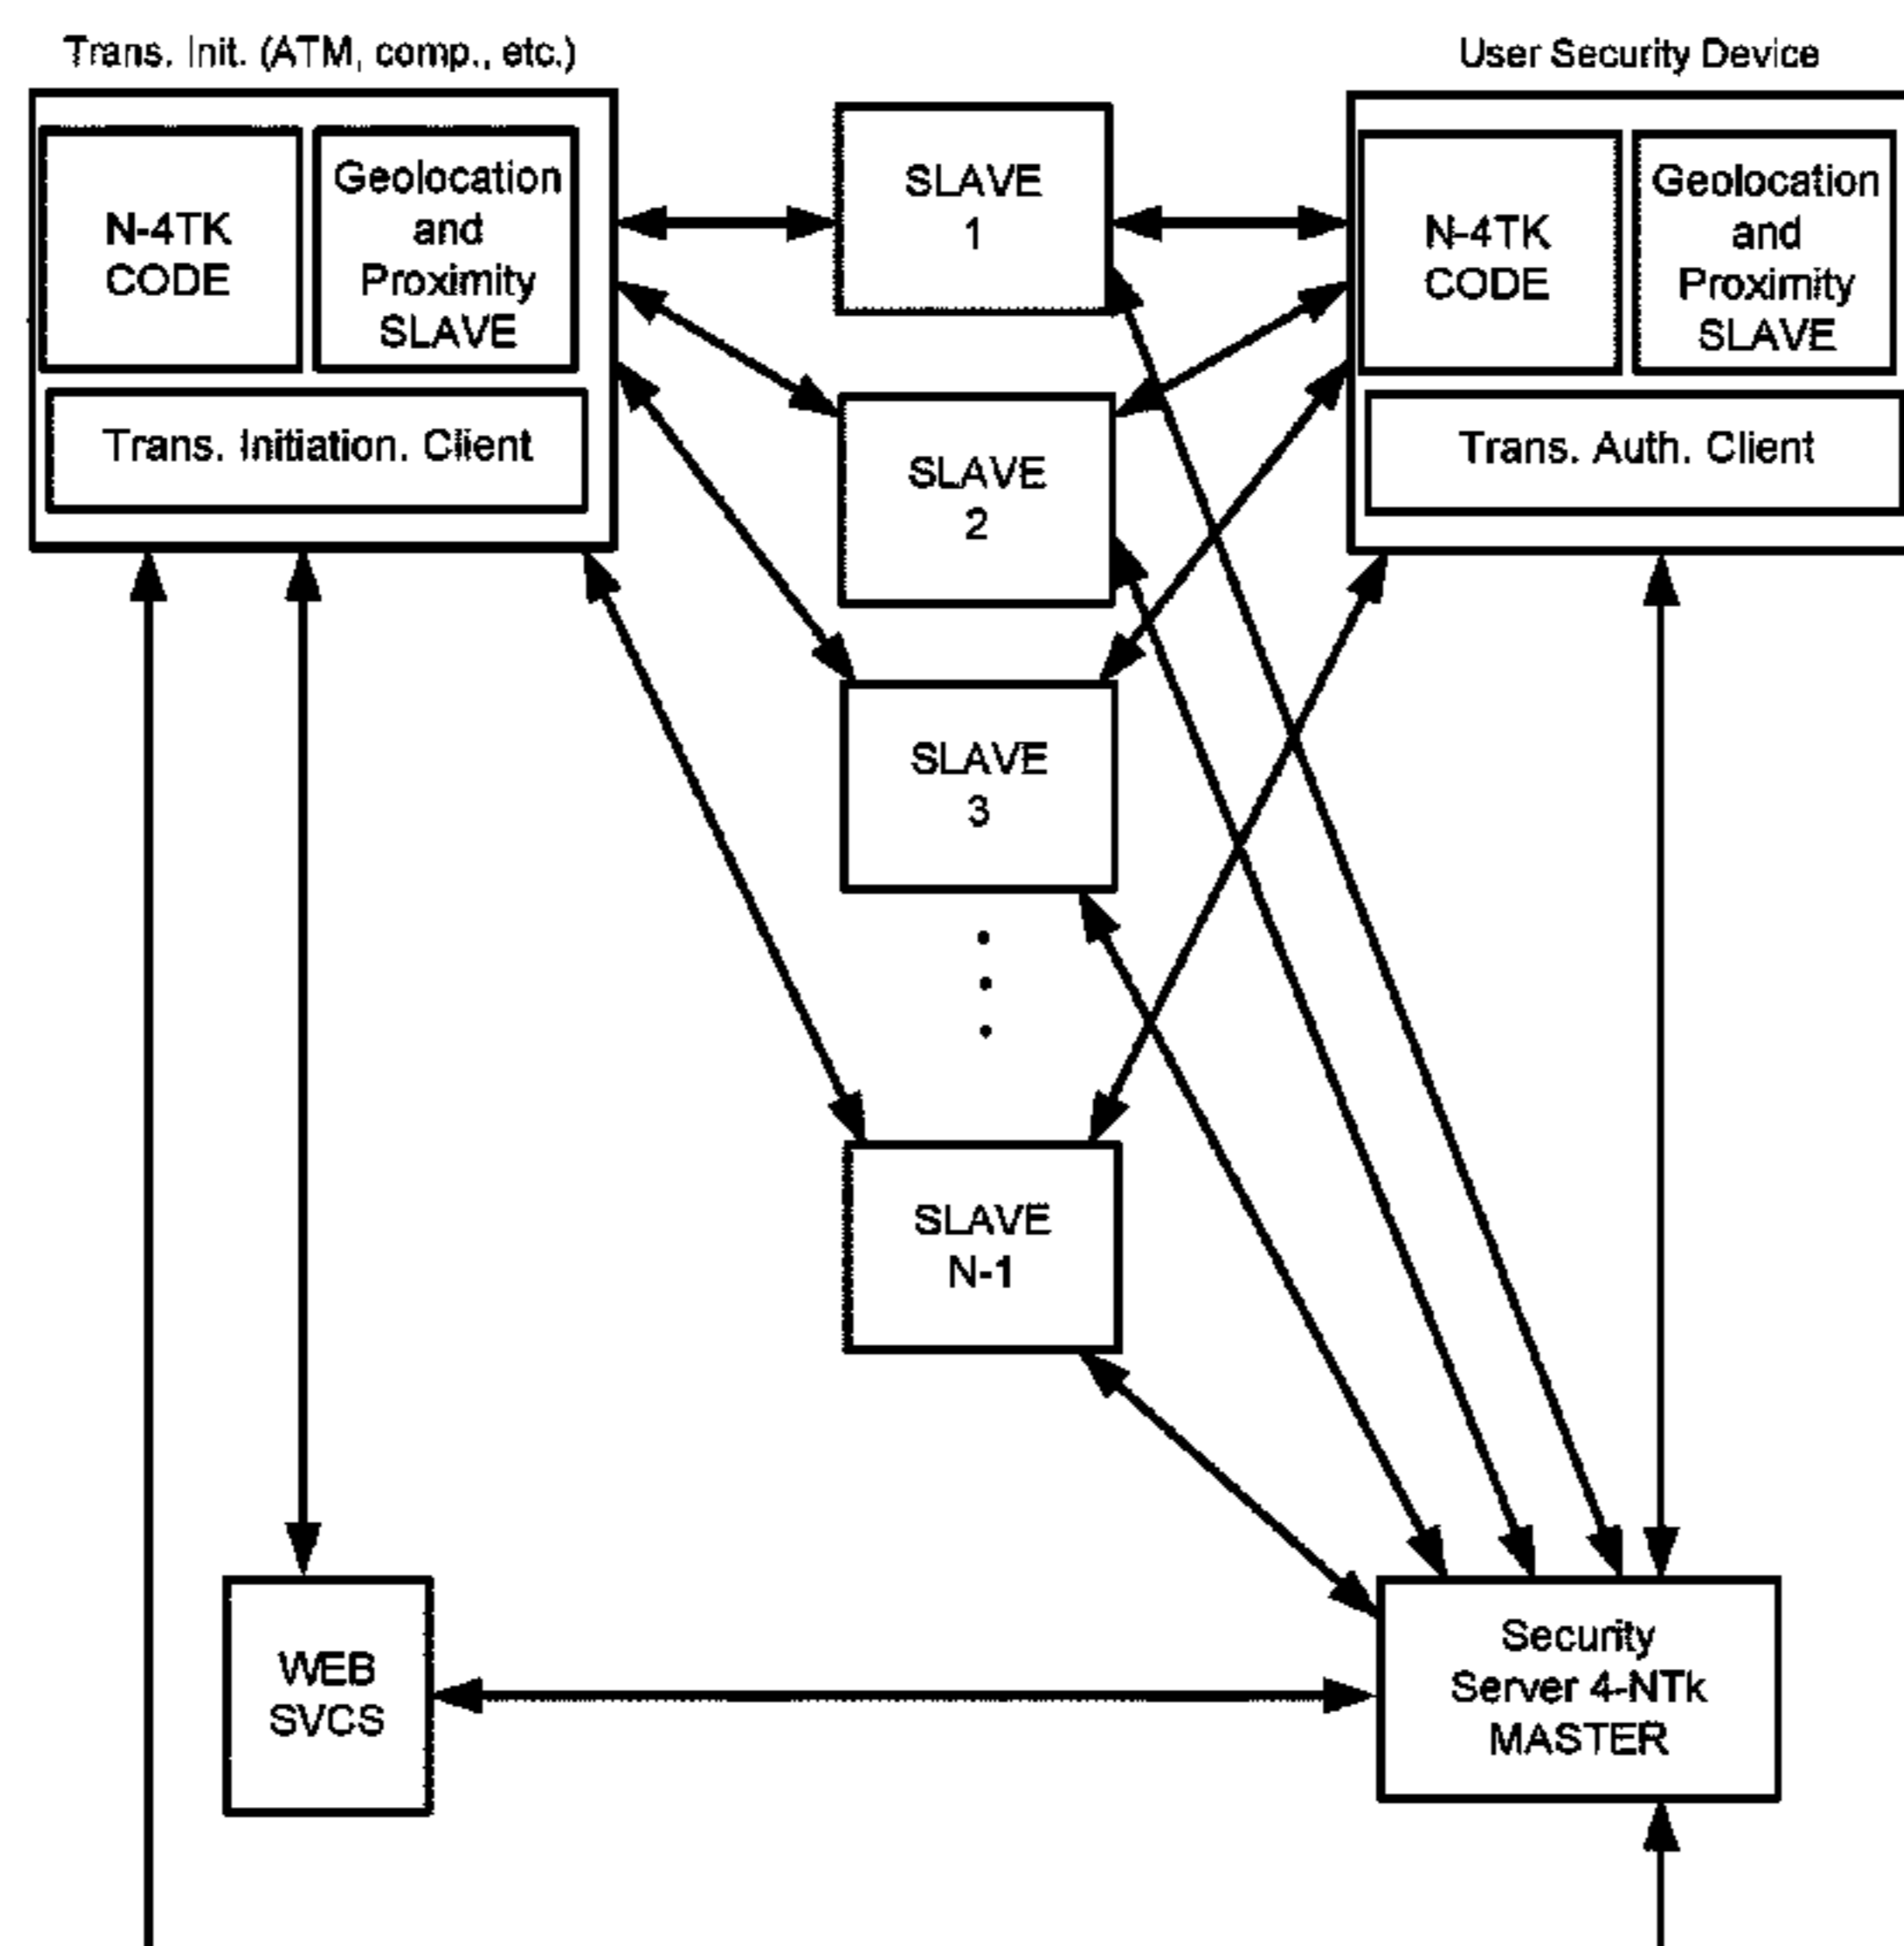 Trans. Init. (ATM, comp., etc.)
User Security Device
N-4TK
CODE
Geolocation
and
Proximity
SLAVE
Trans. Initiation. Client
SLAVE
1
SLAVE
2
SLAVE
3
SLAVE
N-1
N-4TK
CODE
Geolocation
and
Proximity
SLAVE
Trans. Auth. Client
WEB
SVCS
Security
Server 4-NTk
MASTER